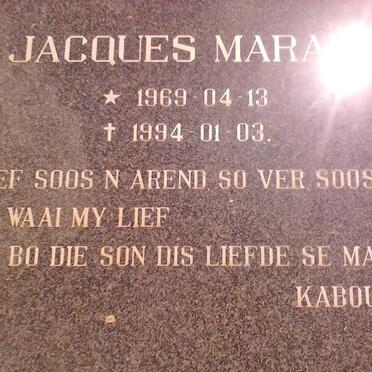 JACQUES MARA
★ 1969-04-13
† 1994-01-03.
EF SOOS N AREND SO VER SOOS
WAAI MY LIEF
BO DIE SON DIS LIEFDE SE MA
KABOU